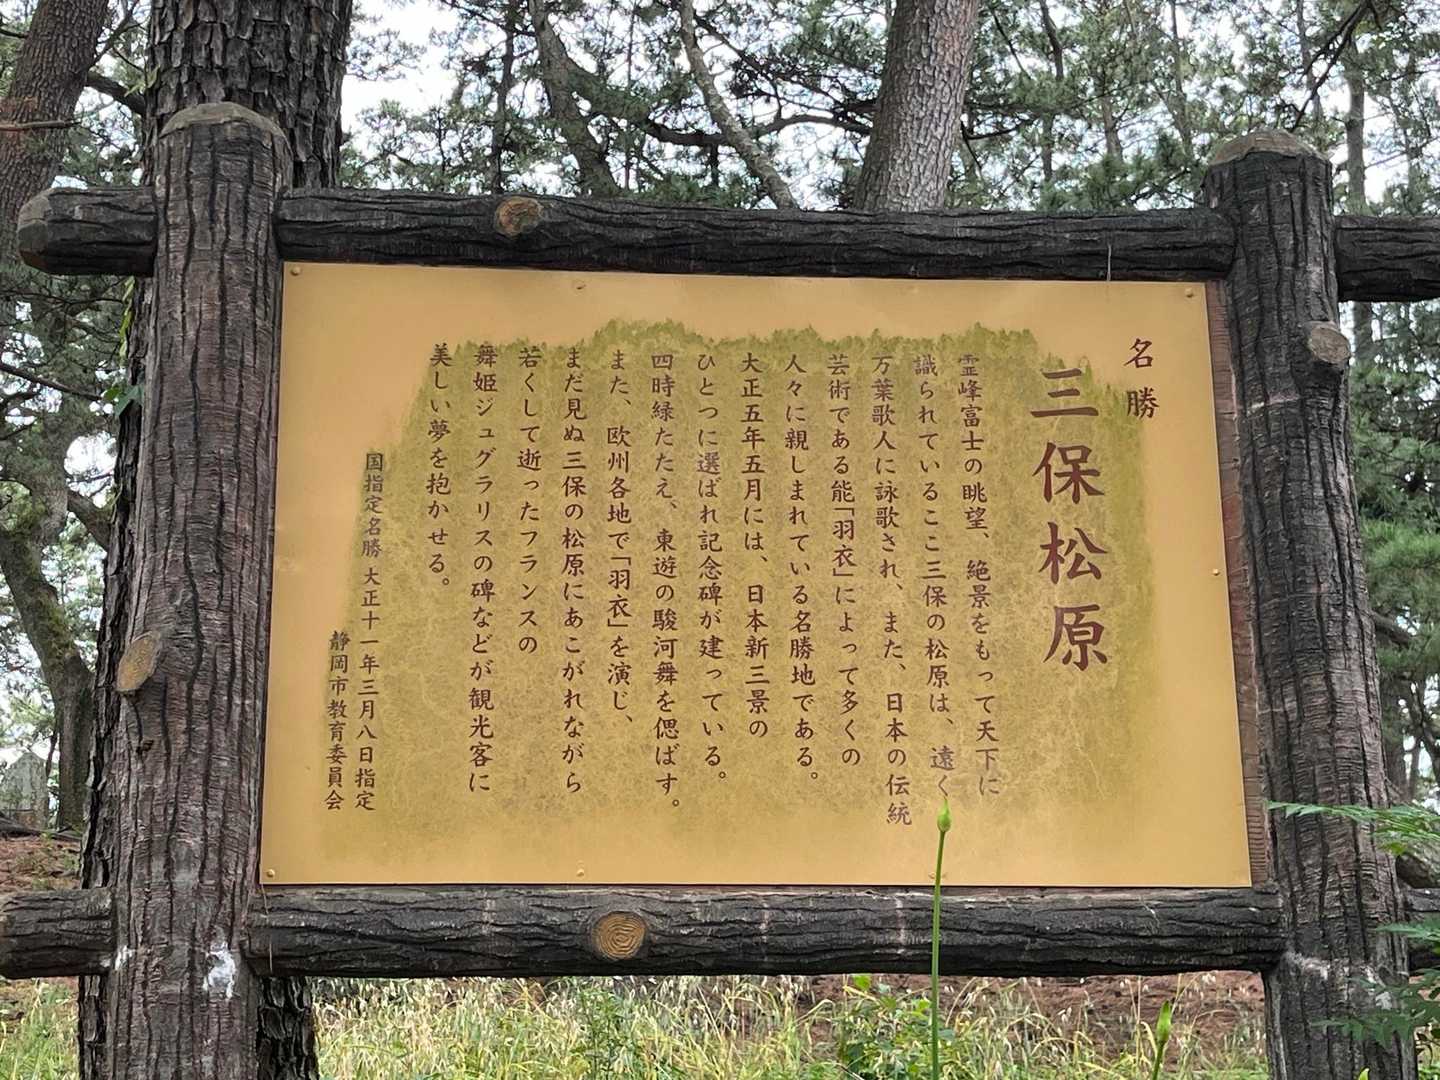 名勝
三保松原
霊峰富士の眺望、絶景をもって天下に
識られているここ三保の松原は、遠く
万葉歌人に詠歌され、また、日本の伝統
芸術である能「羽衣」によって多くの
人々に親しまれている名勝地である。
大正五年五月には、日本新三景の
ひとつに選ばれ記念碑が建っている。
四時緑たたえ、東遊の駿河舞を偲ばす。
また、欧州各地で「羽衣」を演じ、
まだ見ぬ三保の松原にあこがれながら
若くして逝ったフランスの
舞姫ジュグラリスの碑などが観光客に
美しい夢を抱かせる。
国指定名勝 大正十一年三月八日指定
静岡市教育委員会